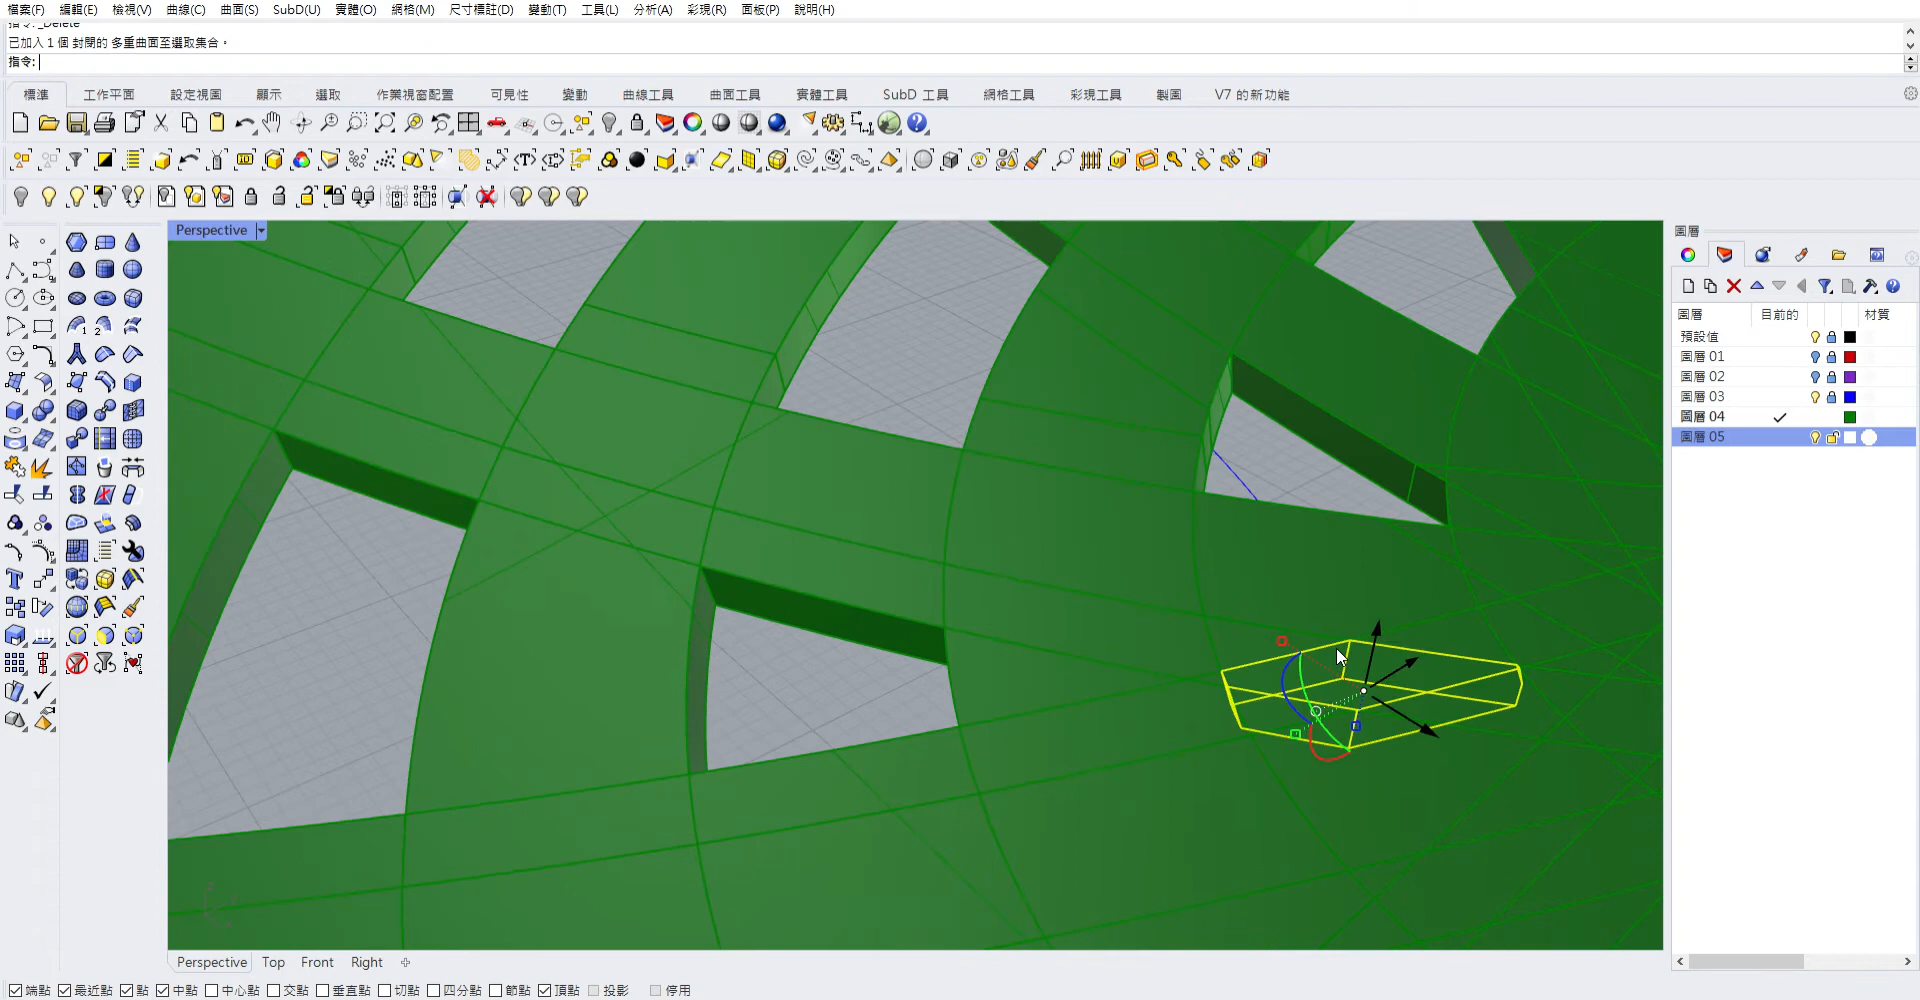 檔案(F) 編輯(E) 檢視(V) 曲線(C) 曲面(S) SubD(U) 實體(O) 網格(M) 尺寸標註(D) 變動(T) 工具(L) 分析(A) 彩現(R) 面板(P) 說明(H)
指令: _Delete
已加入 1 個 封閉的 多重曲面至選取集合。
指令:
標準 工作平面 設定視圖 顯示 選取 作業視窗配置 可見性 變動 曲線工具 曲面工具 實體工具 SubD 工具 網格工具 彩現工具 製圖 V7 的新功能
Perspective
圖層
圖層 目前的 材質
預設值
圖層 01
圖層 02
圖層 03
圖層 04
圖層 05
Perspective Top Front Right
端點 最近點 點 中點 中心點 交點 垂直點 切點 四分點 節點 頂點 投影 停用